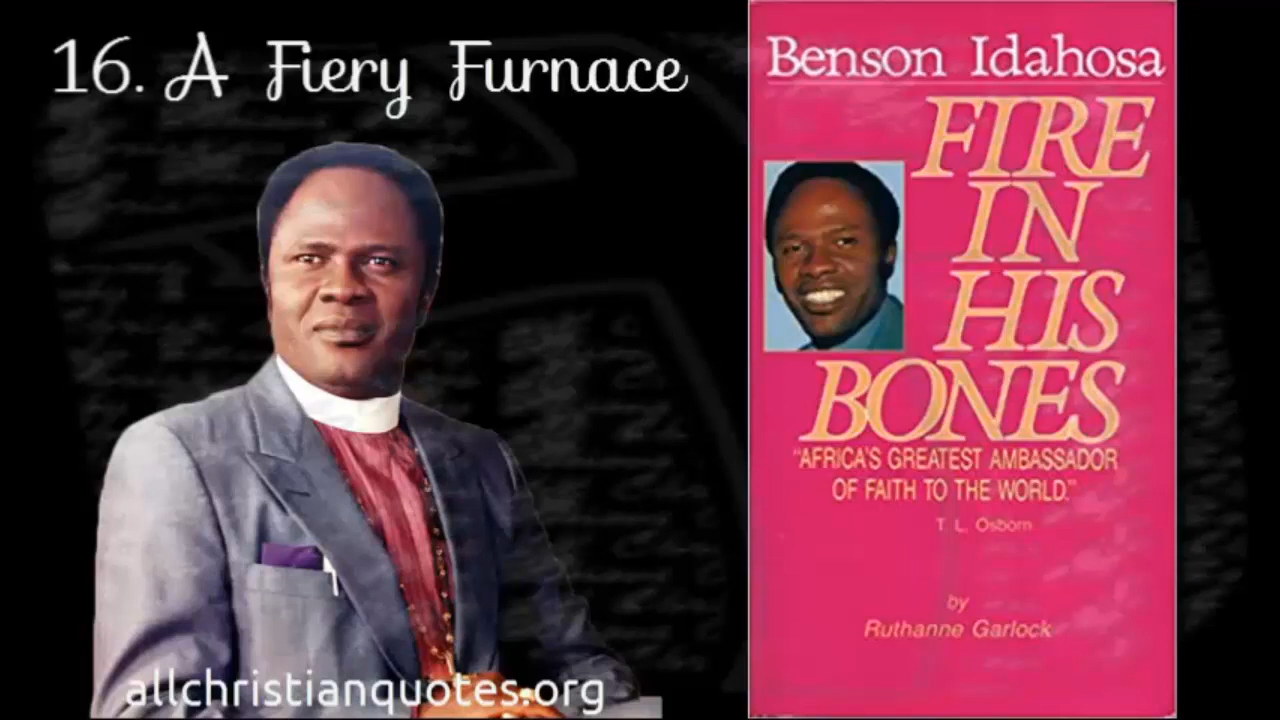 16. A Fiery Furnace
allchristianquotes.org
Benson Idahosa
FIRE
IN
HIS
BONES
"AFRICA'S GREATEST AMBASSADOR
OF FAITH TO THE WORLD."
T. L. Osborn
by
Ruthanne Garlock